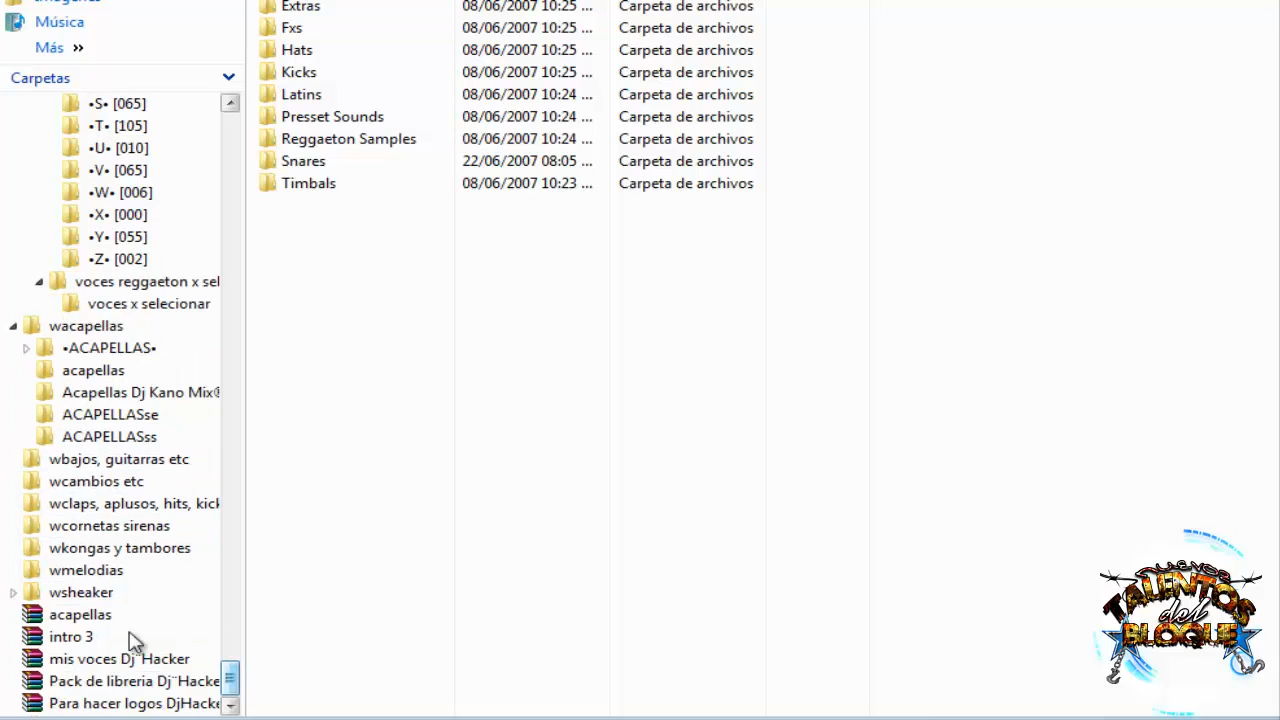 Música
Más »
Carpetas
•S• [065]
•T• [105]
•U• [010]
•V• [065]
•W• [006]
•X• [000]
•Y• [055]
•Z• [002]
voces reggaeton x sel
voces x selecionar
wacapellas
•ACAPELLAS•
acapellas
Acapellas Dj Kano Mix®
ACAPELLASse
ACAPELLASss
wbajos, guitarras etc
wcambios etc
wclaps, aplusos, hits, kick
wcornetas sirenas
wkongas y tambores
wmelodias
wsheaker
acapellas
intro 3
mis voces Dj¨Hacker
Pack de libreria Dj¨Hacke
Para hacer logos DjHacke
Extras 08/06/2007 10:25 ... Carpeta de archivos
Fxs 08/06/2007 10:25 ... Carpeta de archivos
Hats 08/06/2007 10:25 ... Carpeta de archivos
Kicks 08/06/2007 10:25 ... Carpeta de archivos
Latins 08/06/2007 10:24 ... Carpeta de archivos
Presset Sounds 08/06/2007 10:24 ... Carpeta de archivos
Reggaeton Samples 08/06/2007 10:24 ... Carpeta de archivos
Snares 22/06/2007 08:05 ... Carpeta de archivos
Timbals 08/06/2007 10:23 ... Carpeta de archivos
NUEVOS
TALENTOS
del
BLOQUE